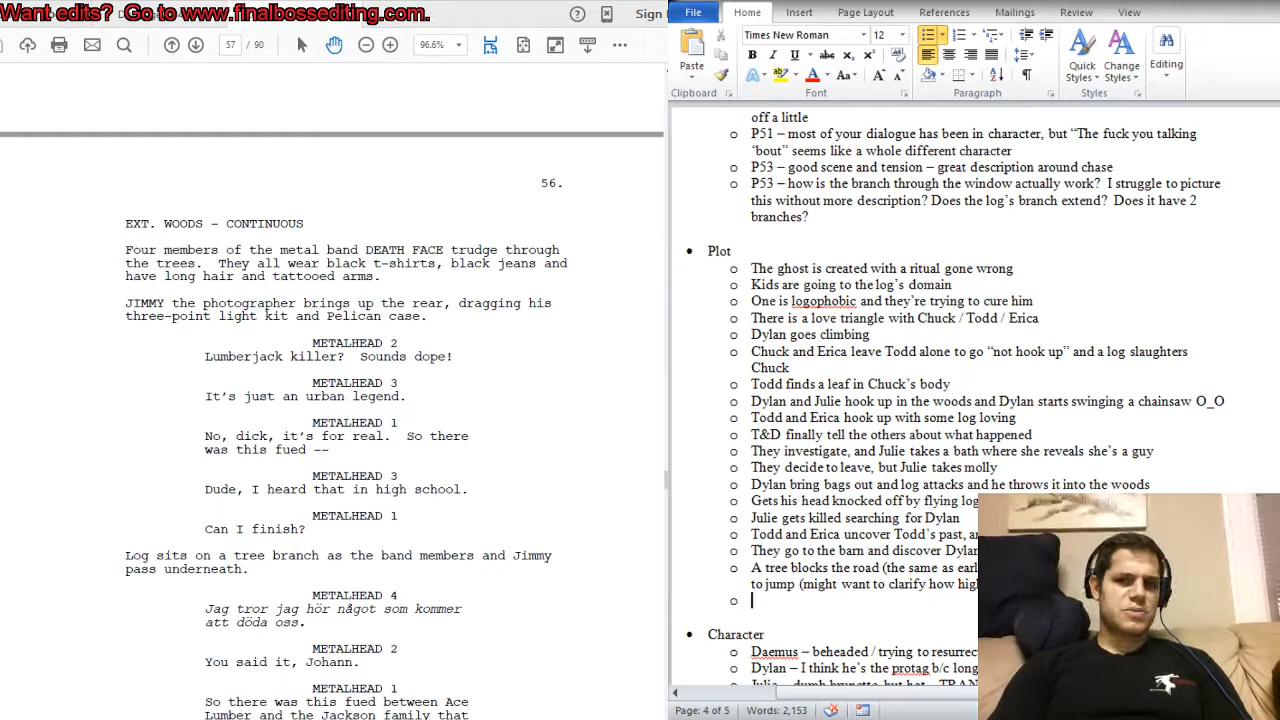 Want edits? Go to www.finalbossediting.com.
Sign
96.6%
56.
EXT. WOODS – CONTINUOUS
Four members of the metal band DEATH FACE trudge through
the trees. They all wear black t-shirts, black jeans and
have long hair and tattooed arms.
JIMMY the photographer brings up the rear, dragging his
three-point light kit and Pelican case.
METALHEAD 2
Lumberjack killer? Sounds dope!
METALHEAD 3
It's just an urban legend.
METALHEAD 1
No, dick, it's for real. So there
was this fued --
METALHEAD 3
Dude, I heard that in high school.
METALHEAD 1
Can I finish?
Log sits on a tree branch as the band members and Jimmy
pass underneath.
METALHEAD 4
Jag tror jag hör något som kommer
att döda oss.
METALHEAD 2
You said it, Johann.
METALHEAD 1
So there was this fued between Ace
Lumber and the Jackson family that
File Home Insert Page Layout References Mailings Review View
Times New Roman 12
Paste
Quick Styles
Change Styles
Editing
Clipboard Font Paragraph Styles
off a little
P51 – most of your dialogue has been in character, but “The fuck you talking
‘bout” seems like a whole different character
P53 – good scene and tension – great description around chase
P53 – how is the branch through the window actually work? I struggle to picture
this without more description? Does the log’s branch extend? Does it have 2
branches?
Plot
The ghost is created with a ritual gone wrong
Kids are going to the log’s domain
One is logophobic and they’re trying to cure him
There is a love triangle with Chuck / Todd / Erica
Dylan goes climbing
Chuck and Erica leave Todd alone to go “not hook up” and a log slaughters
Chuck
Todd finds a leaf in Chuck’s body
Dylan and Julie hook up in the woods and Dylan starts swinging a chainsaw O_O
Todd and Erica hook up with some log loving
T&D finally tell the others about what happened
They investigate, and Julie takes a bath where she reveals she’s a guy
They decide to leave, but Julie takes molly
Dylan bring bags out and log attacks and he throws it into the woods
Gets his head knocked off by flying log
Julie gets killed searching for Dylan
Todd and Erica uncover Todd’s past, a
They go to the barn and discover Dylan
A tree blocks the road (the same as earl
to jump (might want to clarify how high
Character
Daemus – beheaded / trying to resurrec
Dylan – I think he’s the protag b/c long
Julie – dumb brunette, but hot – TRAN
Page: 4 of 5 Words: 2,153